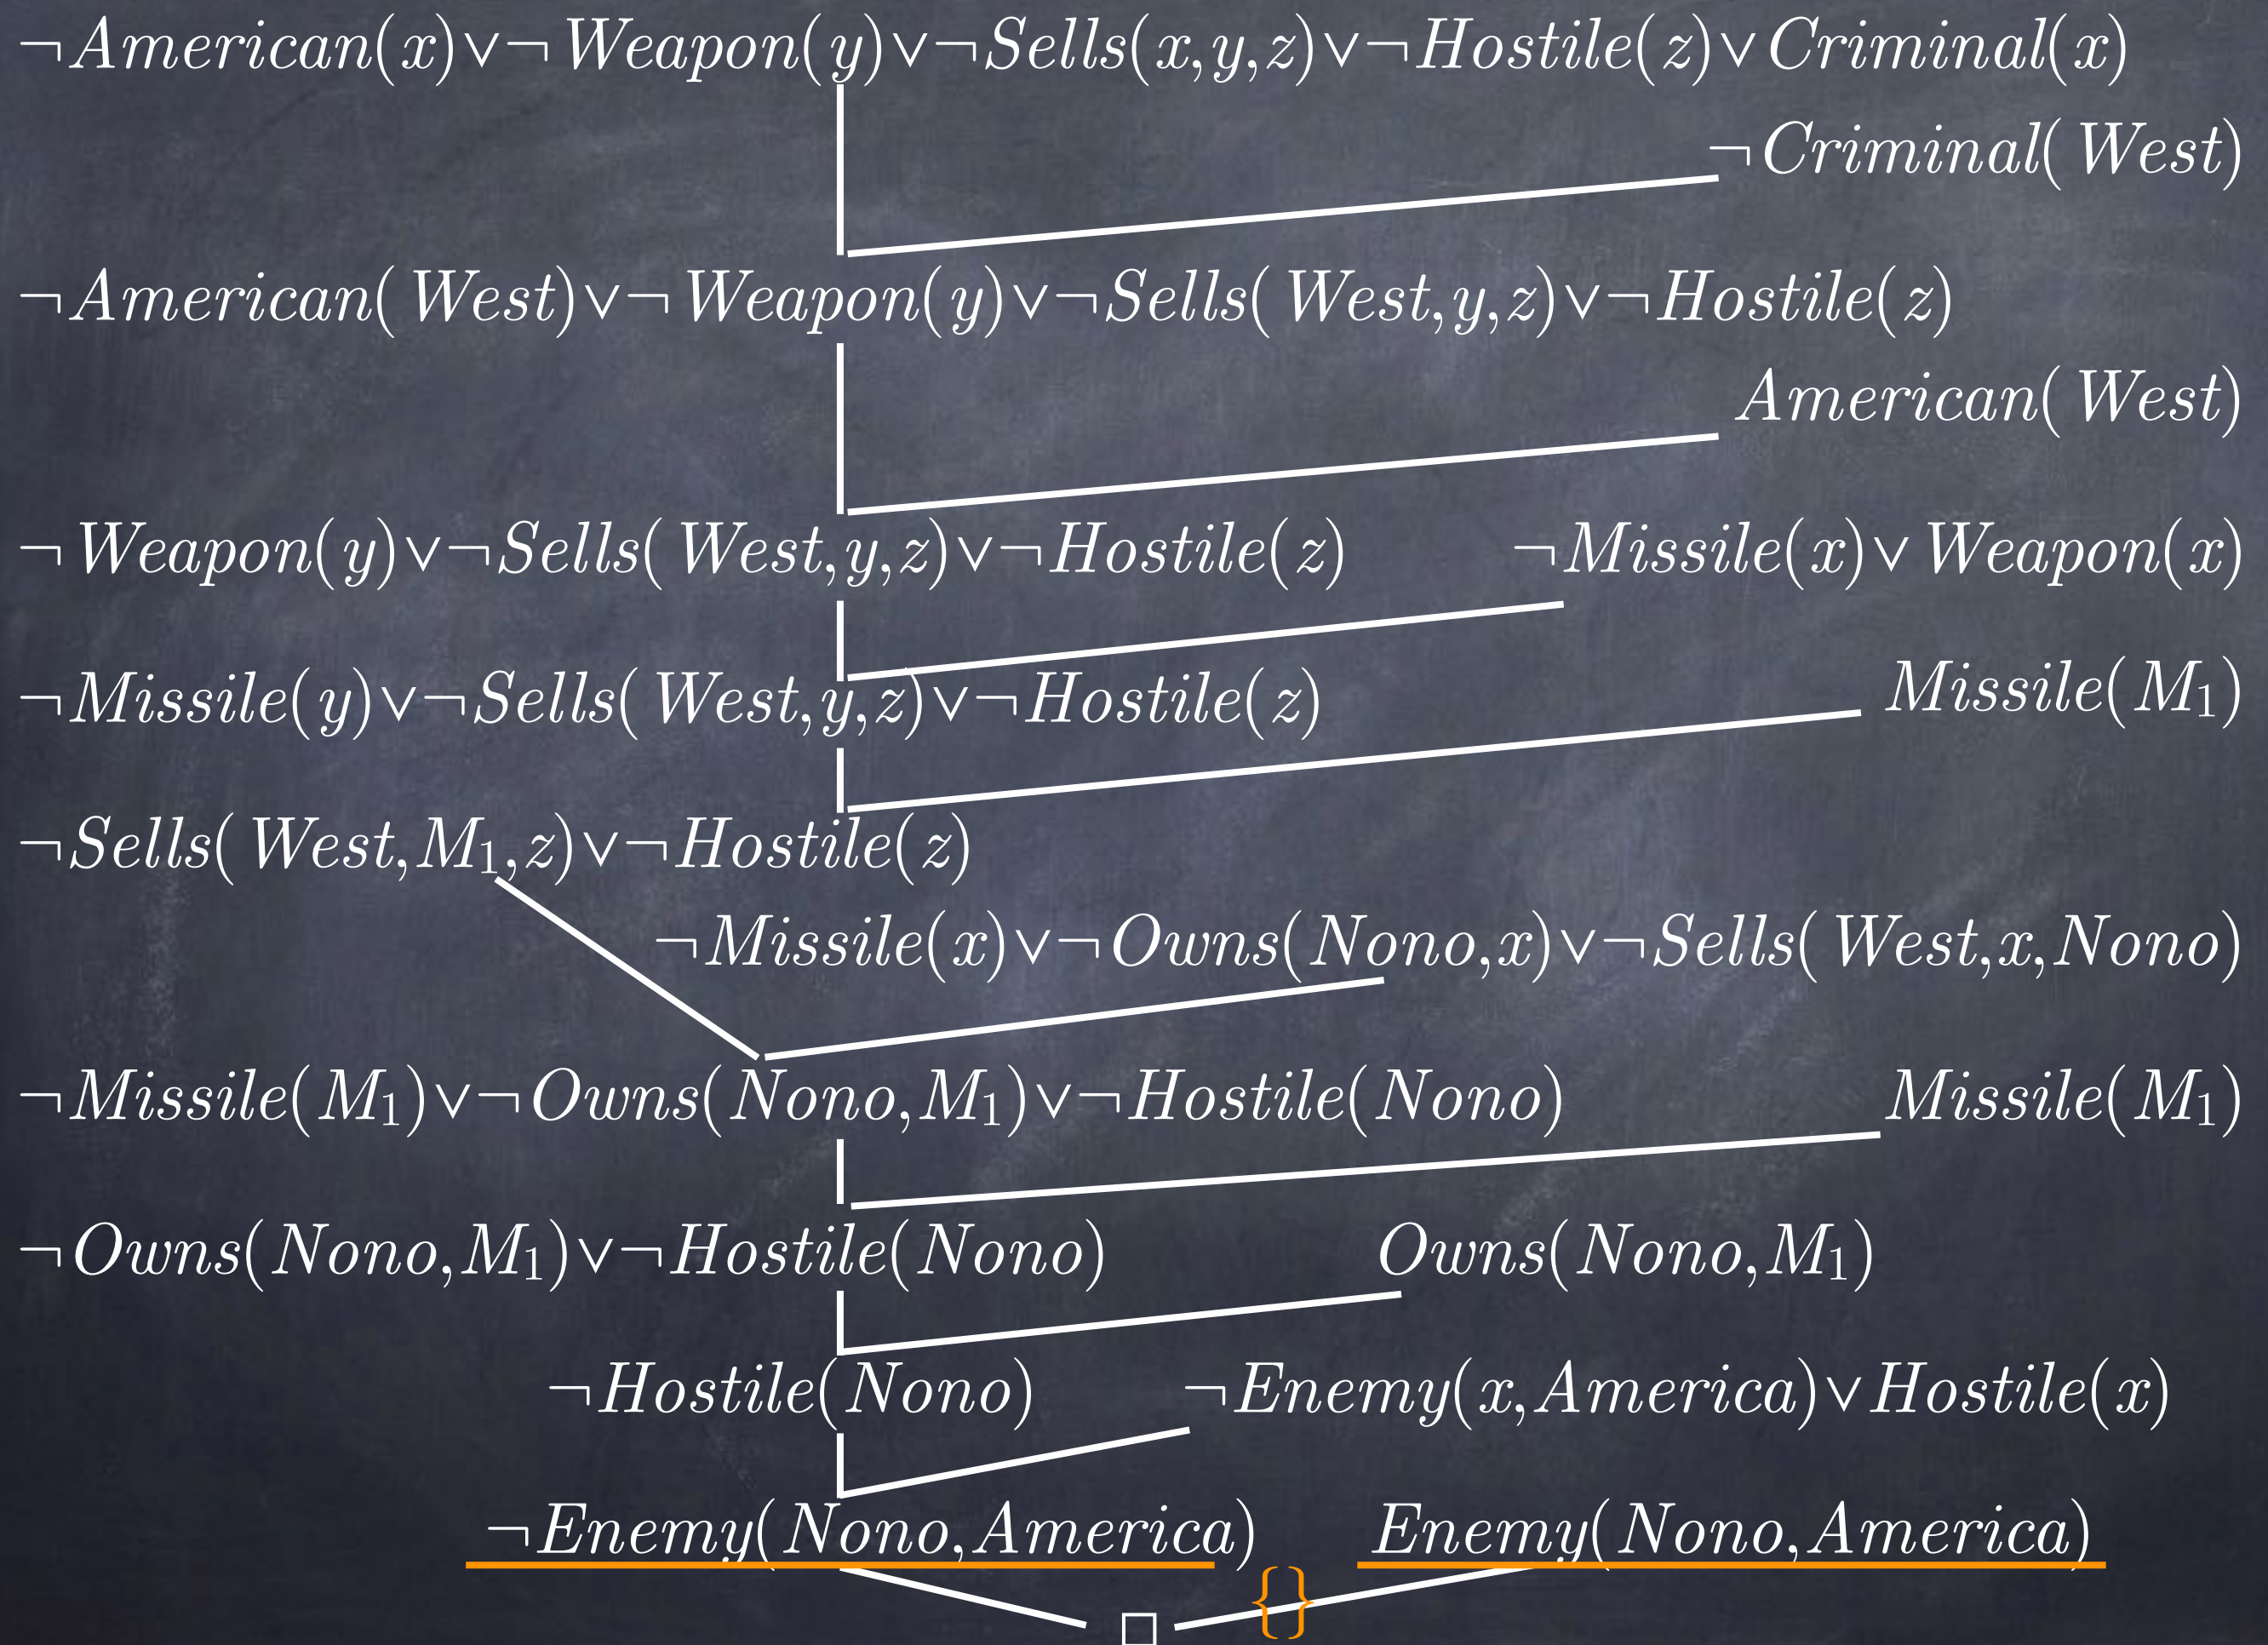 ¬American(x)∨¬Weapon(y)∨¬Sells(x,y,z)∨¬Hostile(z)∨Criminal(x)
¬Criminal(West)
¬American(West)∨¬Weapon(y)∨¬Sells(West,y,z)∨¬Hostile(z)
American(West)
¬Weapon(y)∨¬Sells(West,y,z)∨¬Hostile(z) ¬Missile(x)∨Weapon(x)
¬Missile(y)∨¬Sells(West,y,z)∨¬Hostile(z) Missile(M₁)
¬Sells(West,M₁,z)∨¬Hostile(z)
¬Missile(x)∨¬Owns(Nono,x)∨¬Sells(West,x,Nono)
¬Missile(M₁)∨¬Owns(Nono,M₁)∨¬Hostile(Nono) Missile(M₁)
¬Owns(Nono,M₁)∨¬Hostile(Nono) Owns(Nono,M₁)
¬Hostile(Nono) ¬Enemy(x,America)∨Hostile(x)
¬Enemy(Nono,America) Enemy(Nono,America)
□ {}